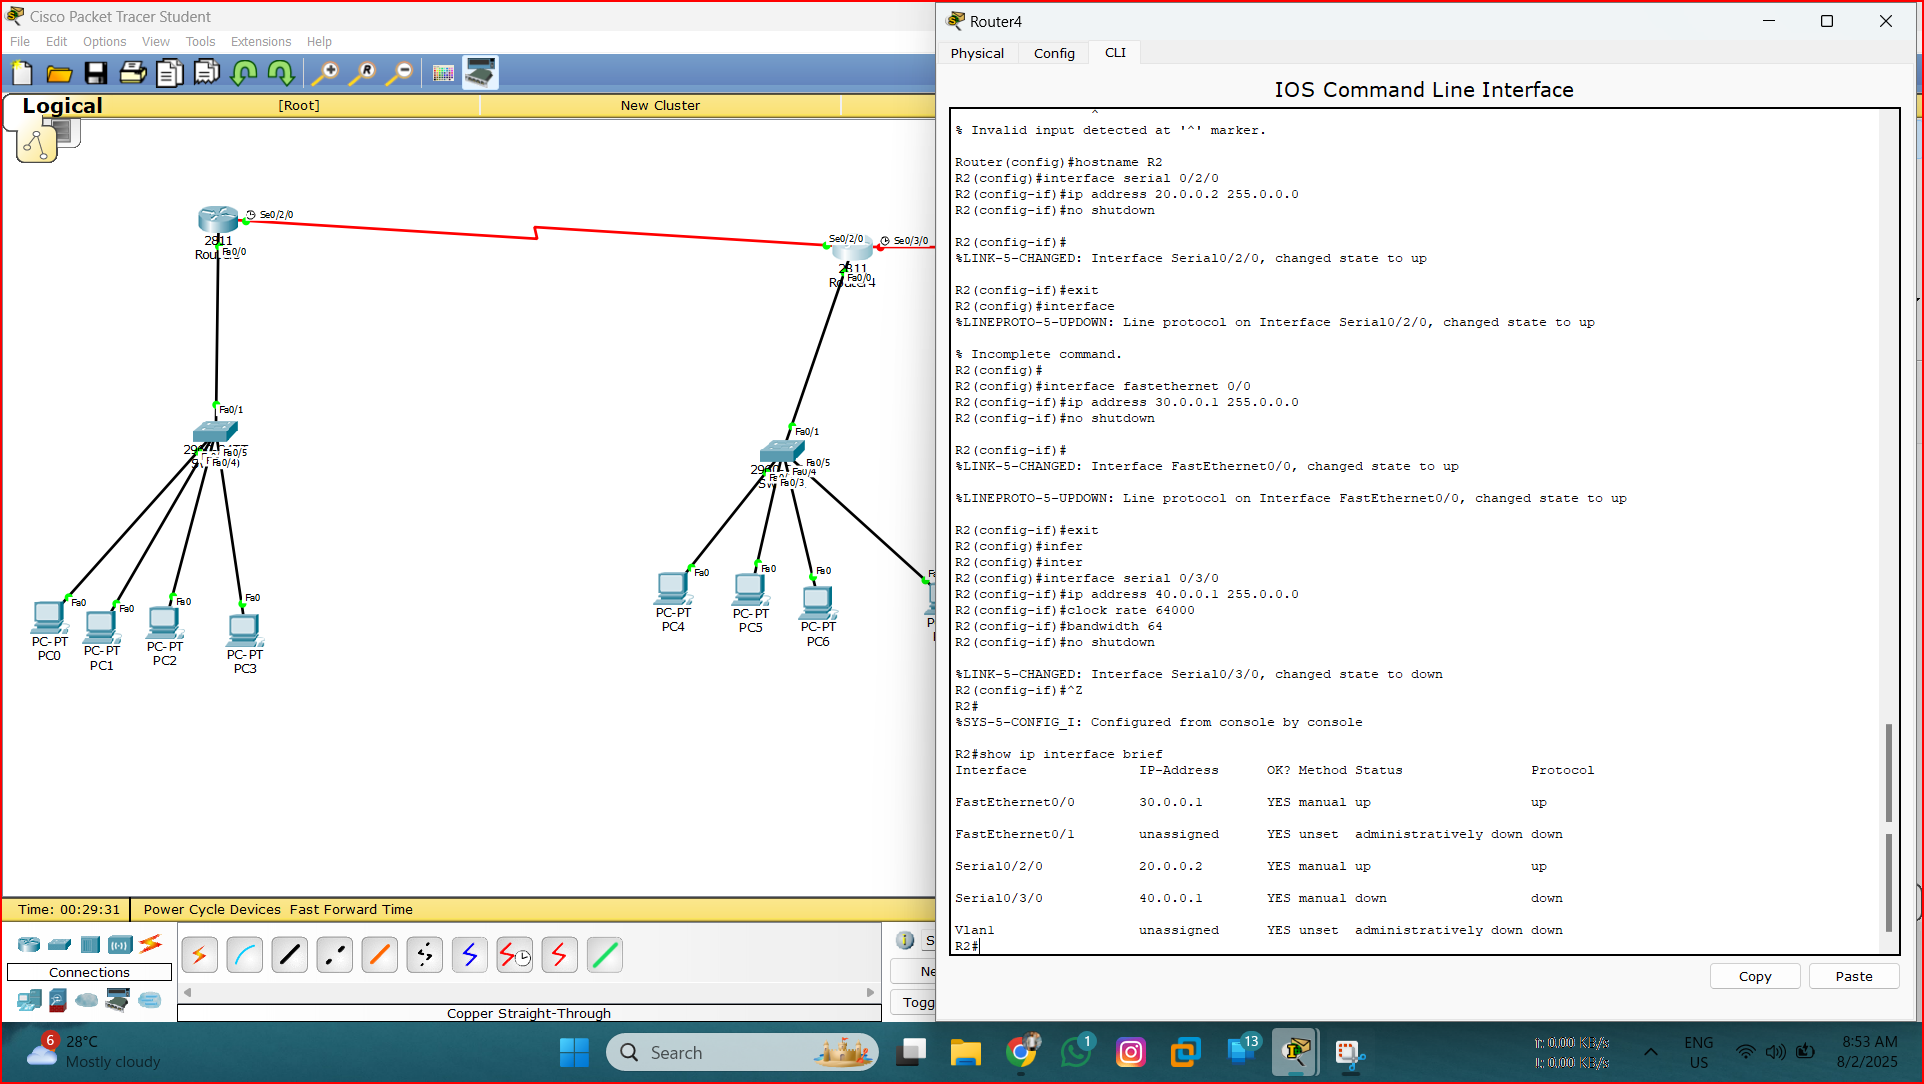 Cisco Packet Tracer Student
File Edit Options View Tools Extensions Help
Logical
[Root]
New Cluster
Se0/2/0
2811
Fa0/0
Se0/2/0
Se0/3/0
2811
Fa0/0
Router4
Fa0/1
Fa0/5
Fa0/4)
Fa0/1
Fa0/5
Fa0/4
Fa0/3
Fa0
Fa0
Fa0
Fa0
PC-PT
PC0
PC-PT
PC1
PC-PT
PC2
PC-PT
PC3
Fa0
Fa0
Fa0
PC-PT
PC4
PC-PT
PC5
PC-PT
PC6
Time: 00:29:31
Power Cycle Devices Fast Forward Time
Connections
Copper Straight-Through
Router4
Physical
Config
CLI
IOS Command Line Interface
^
% Invalid input detected at '^' marker.
Router(config)#hostname R2
R2(config)#interface serial 0/2/0
R2(config-if)#ip address 20.0.0.2 255.0.0.0
R2(config-if)#no shutdown
R2(config-if)#
%LINK-5-CHANGED: Interface Serial0/2/0, changed state to up
R2(config-if)#exit
R2(config)#interface
%LINEPROTO-5-UPDOWN: Line protocol on Interface Serial0/2/0, changed state to up
% Incomplete command.
R2(config)#
R2(config)#interface fastethernet 0/0
R2(config-if)#ip address 30.0.0.1 255.0.0.0
R2(config-if)#no shutdown
R2(config-if)#
%LINK-5-CHANGED: Interface FastEthernet0/0, changed state to up
%LINEPROTO-5-UPDOWN: Line protocol on Interface FastEthernet0/0, changed state to up
R2(config-if)#exit
R2(config)#infer
R2(config)#inter
R2(config)#interface serial 0/3/0
R2(config-if)#ip address 40.0.0.1 255.0.0.0
R2(config-if)#clock rate 64000
R2(config-if)#bandwidth 64
R2(config-if)#no shutdown
%LINK-5-CHANGED: Interface Serial0/3/0, changed state to down
R2(config-if)#^Z
R2#
%SYS-5-CONFIG_I: Configured from console by console
R2#show ip interface brief
Interface IP-Address OK? Method Status Protocol
FastEthernet0/0 30.0.0.1 YES manual up up
FastEthernet0/1 unassigned YES unset administratively down down
Serial0/2/0 20.0.0.2 YES manual up up
Serial0/3/0 40.0.0.1 YES manual down down
Vlan1 unassigned YES unset administratively down down
R2#
Copy
Paste
6
28°C
Mostly cloudy
Search
1
13
ENG
US
8:53 AM
8/2/2025